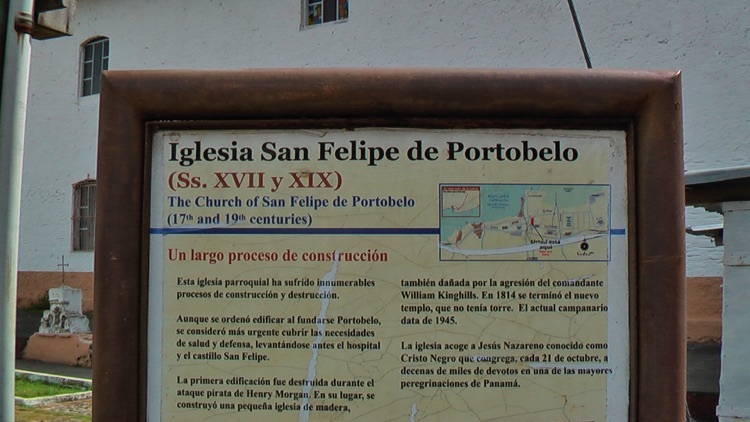 Iglesia San Felipe de Portobelo
(Ss. XVII y XIX)
The Church of San Felipe de Portobelo
(17th and 19th centuries)
Un largo proceso de construcción
Esta iglesia parroquial ha sufrido innumerables
procesos de construcción y destrucción.
Aunque se ordenó edificar al fundarse Portobelo,
se consideró más urgente cubrir las necesidades
de salud y defensa, levantándose antes el hospital
y el castillo San Felipe.
La primera edificación fue destruida durante el
ataque pirata de Henry Morgan. En su lugar, se
construyó una pequeña iglesia de madera,
también dañada por la agresión del comandante
William Kinghills. En 1814 se terminó el nuevo
templo, que no tenía torre. El actual campanario
data de 1945.
La iglesia acoge a Jesús Nazareno conocido como
Cristo Negro que congrega, cada 21 de octubre, a
decenas de miles de devotos en una de las mayores
peregrinaciones de Panamá.